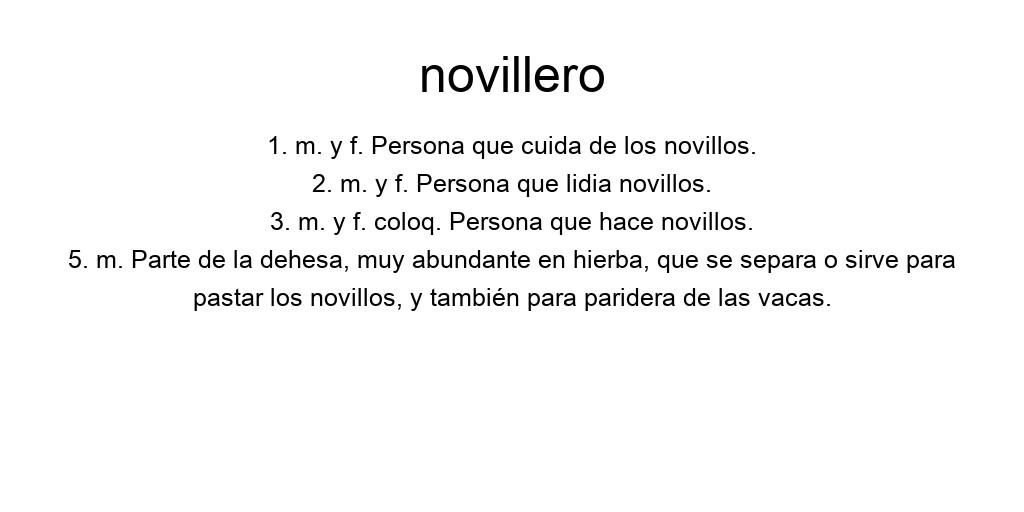 novillero
1. m. y f. Persona que cuida de los novillos.
2. m. y f. Persona que lidia novillos.
3. m. y f. coloq. Persona que hace novillos.
5. m. Parte de la dehesa, muy abundante en hierba, que se separa o sirve para
pastar los novillos, y también para paridera de las vacas.